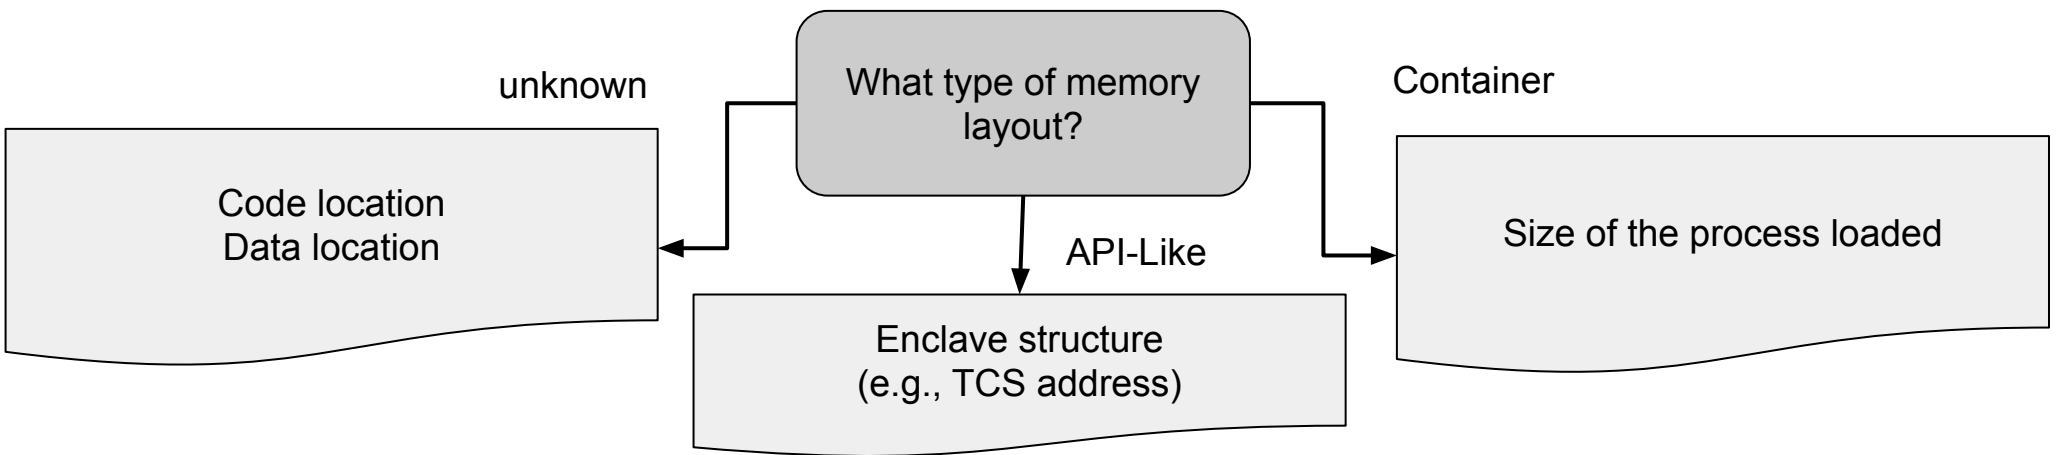 What type of memory
layout?
unknown
Container
Code location
Data location
API-Like
Size of the process loaded
Enclave structure
(e.g., TCS address)